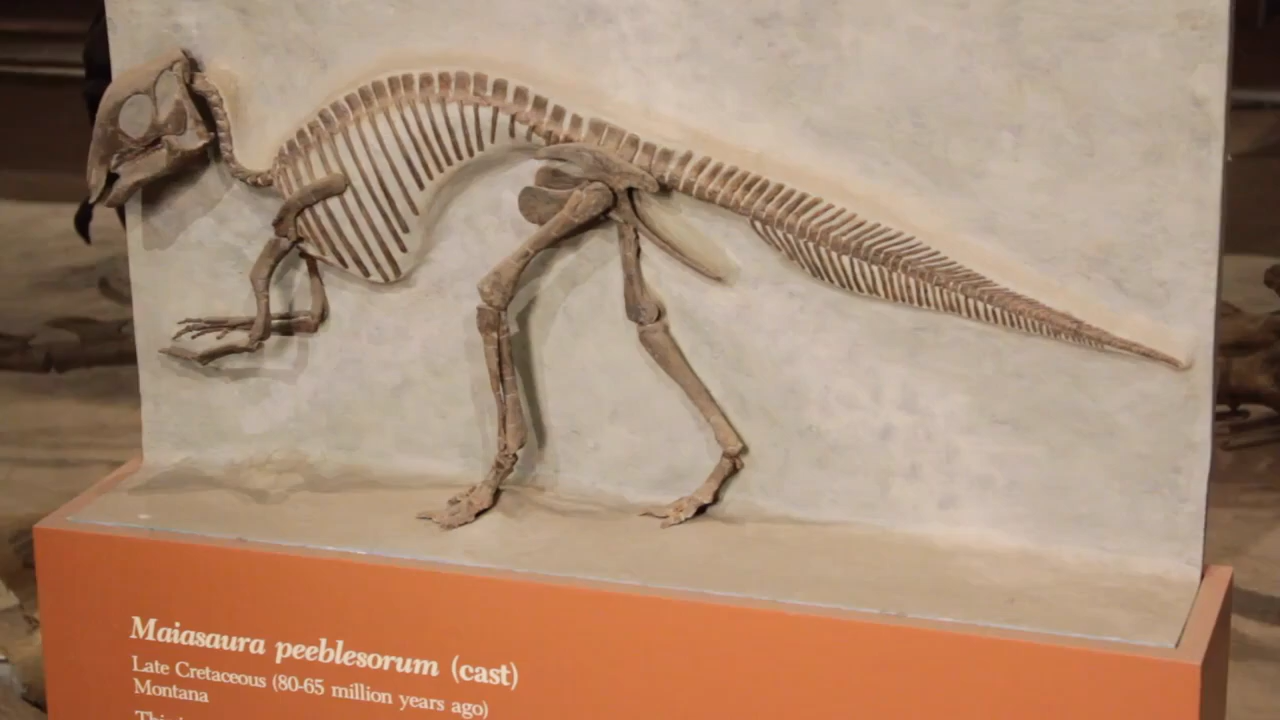 Maiasaura peeblesorum (cast)
Late Cretaceous (80-65 million years ago)
Montana